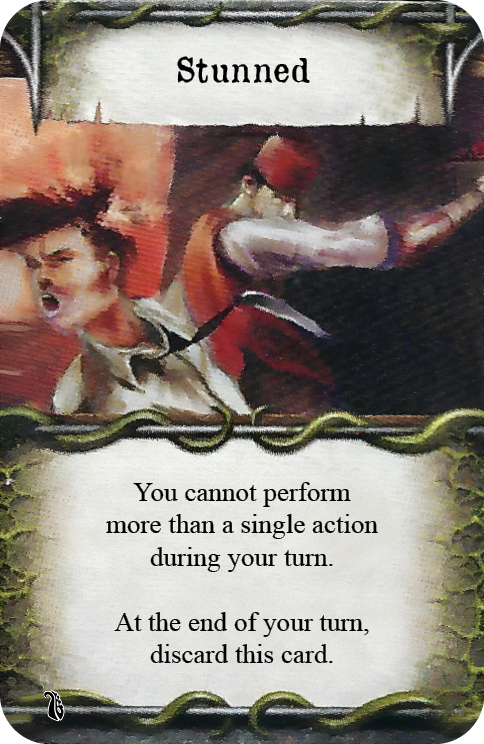 Stunned
You cannot perform
more than a single action
during your turn.
At the end of your turn,
discard this card.